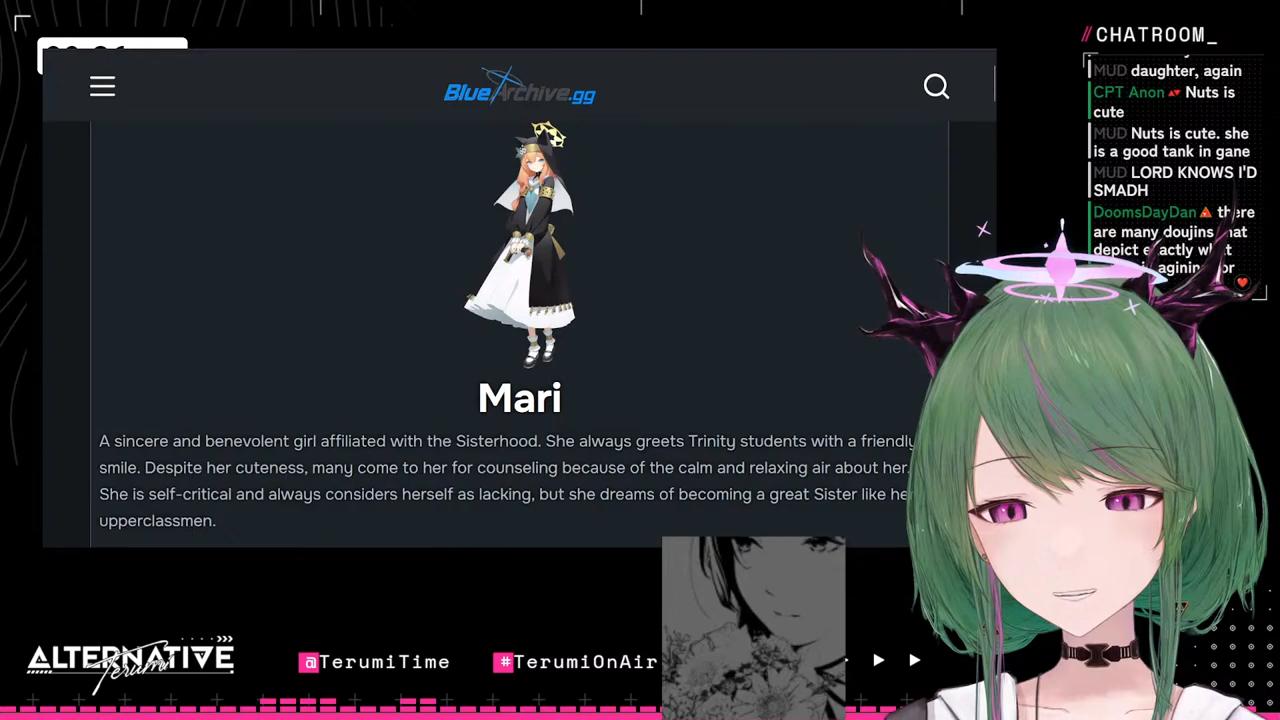 BlueArchive.gg
Mari
A sincere and benevolent girl affiliated with the Sisterhood. She always greets Trinity students with a friendly
smile. Despite her cuteness, many come to her for counseling because of the calm and relaxing air about her.
She is self-critical and always considers herself as lacking, but she dreams of becoming a great Sister like
upperclassmen.
//CHATROOM_
MUD daughter, again
CPT Anon Nuts is
cute
MUD Nuts is cute. she
is a good tank in gane
MUD LORD KNOWS I'D
SMADH
DoomsDayDan there
are many doujins
depict
ALTERNATIVE
Terumi
@TerumiTime
#TerumiOnAir